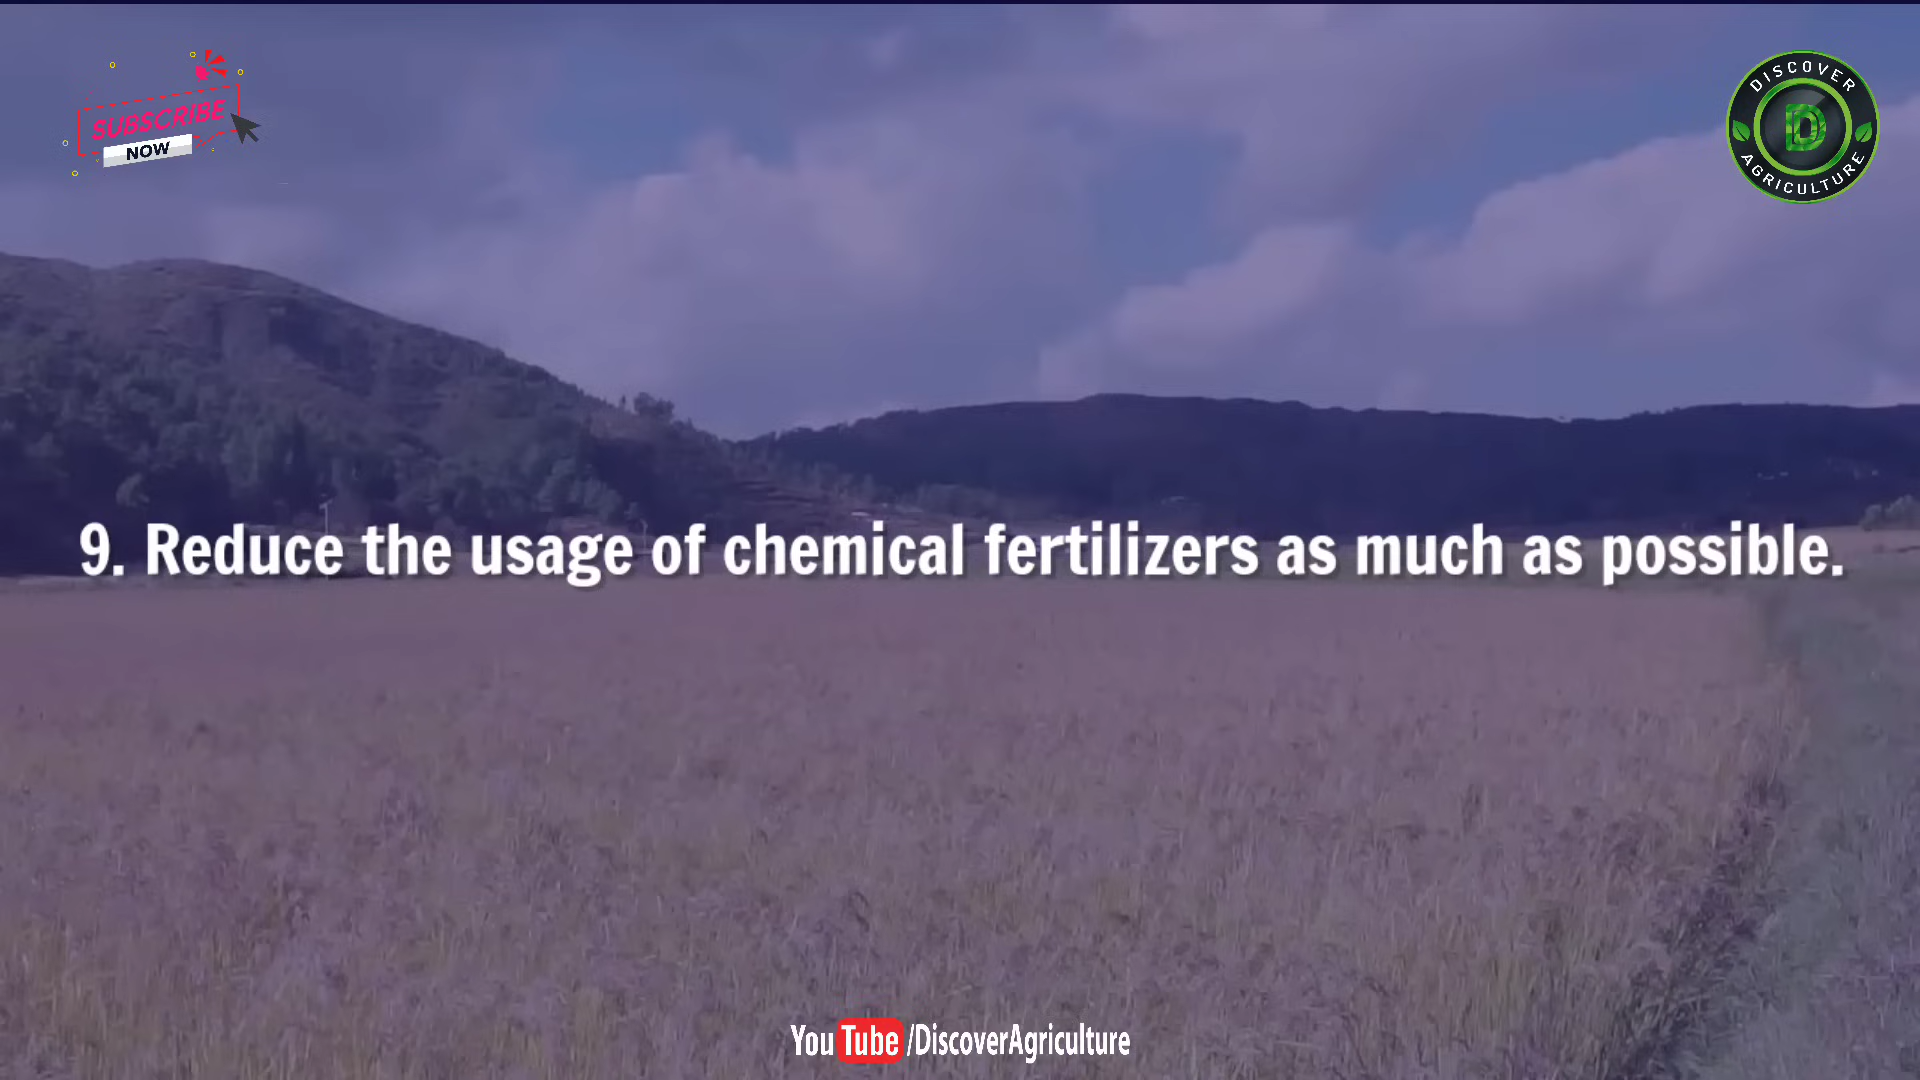 SUBSCRIBE
NOW
DISCOVER
D
AGRICULTURE
9. Reduce the usage of chemical fertilizers as much as possible.
YouTube/DiscoverAgriculture